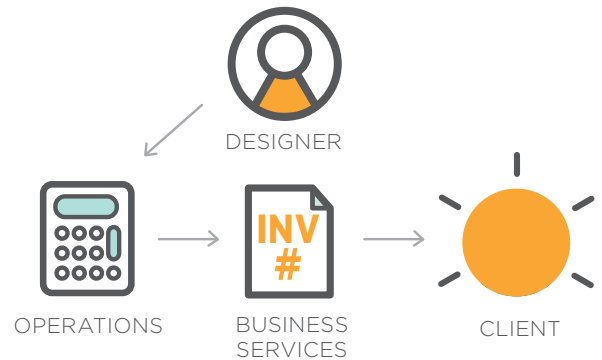 DESIGNER
INV
#
OPERATIONS
BUSINESS
SERVICES
CLIENT